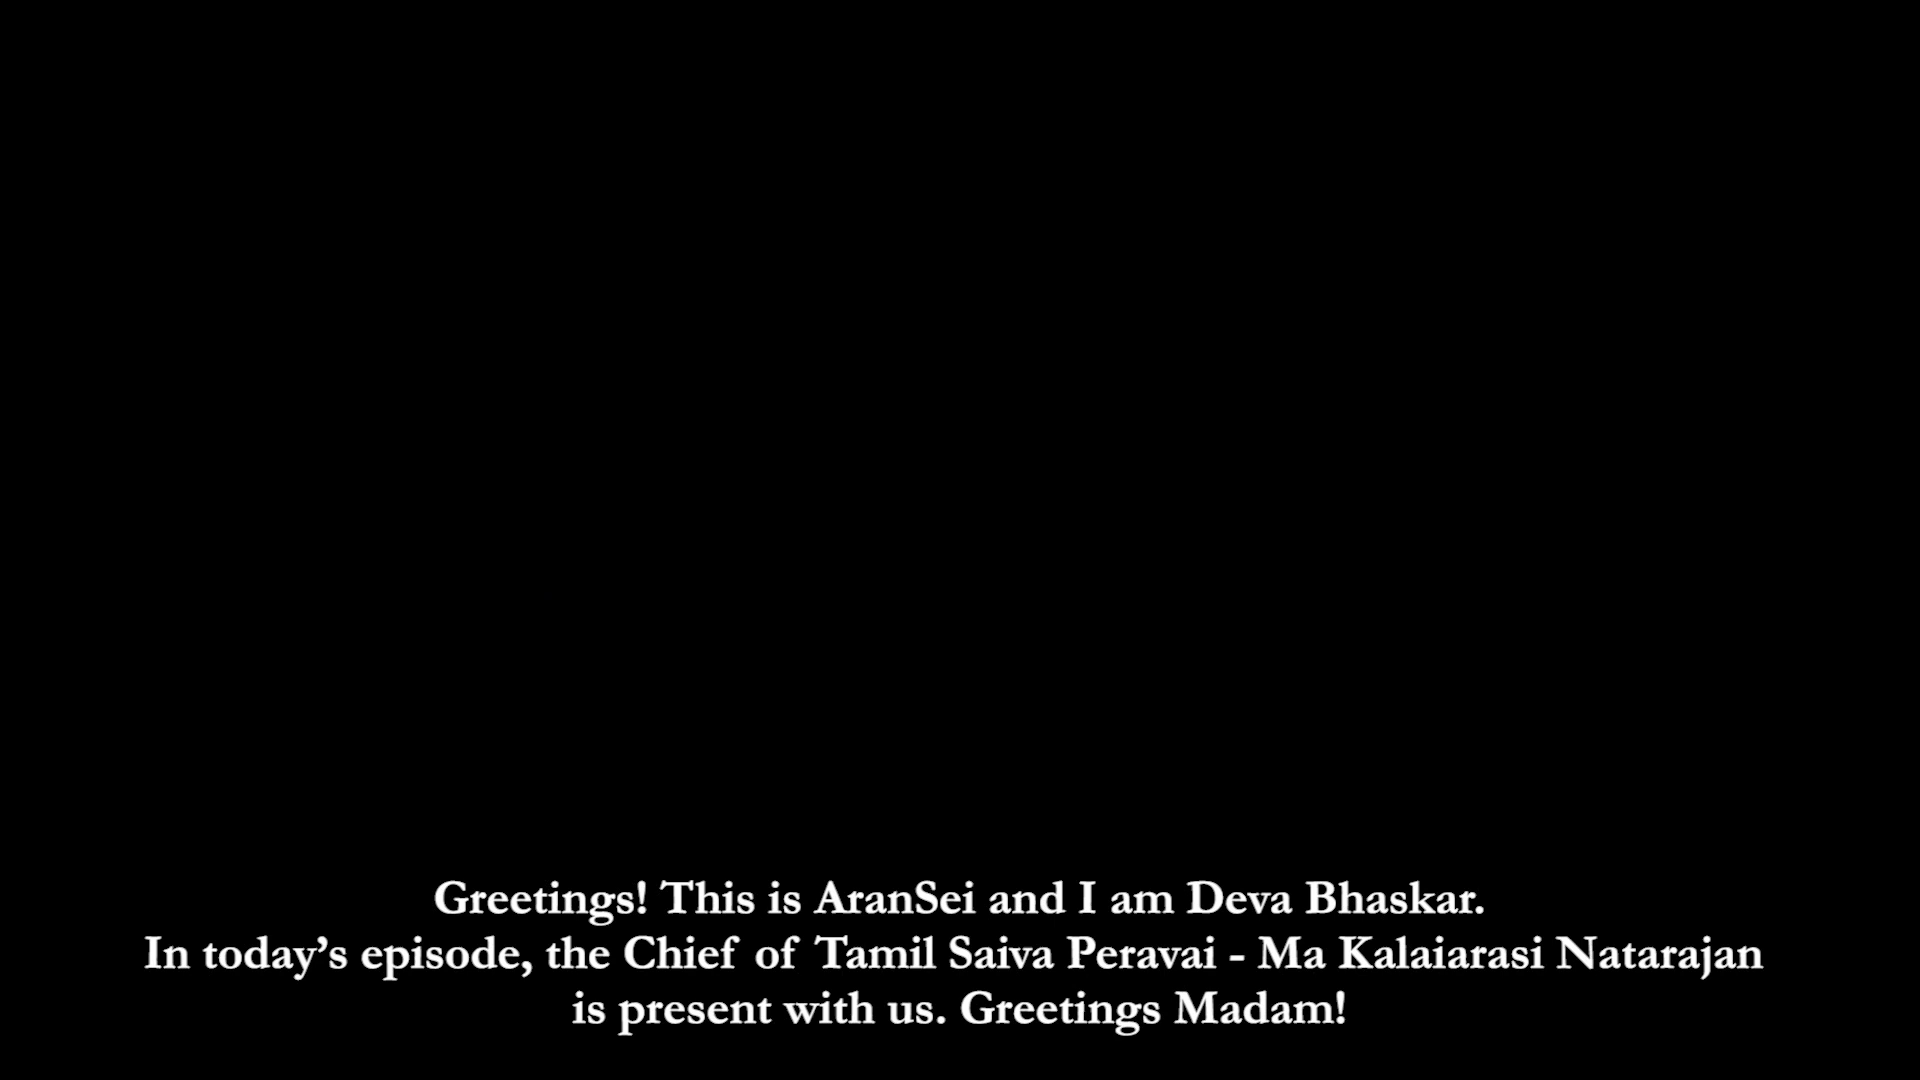 Greetings! This is AranSei and I am Deva Bhaskar.
In today’s episode, the Chief of Tamil Saiva Peravai - Ma Kalaiarasi Natarajan
is present with us. Greetings Madam!